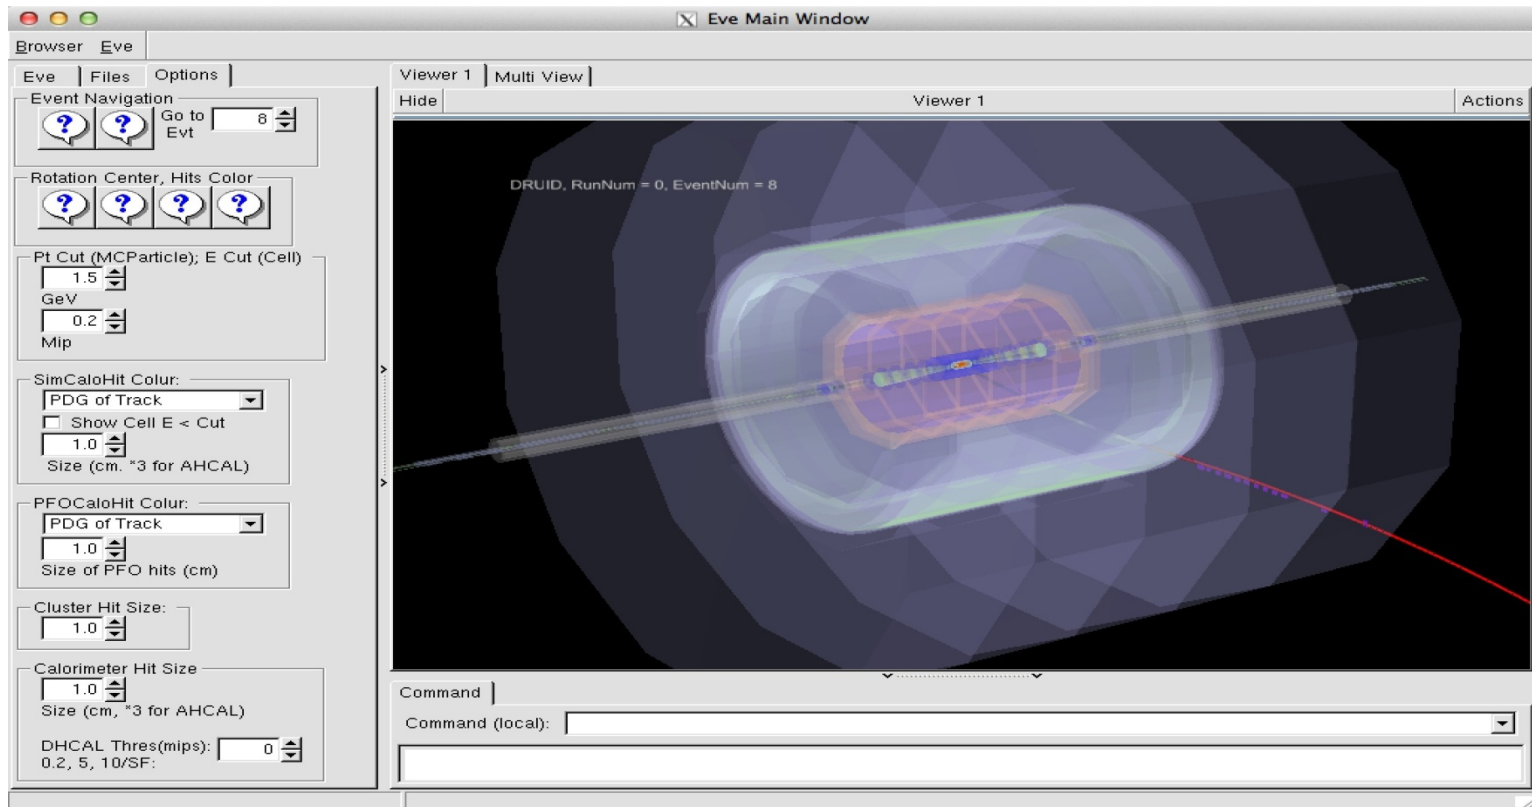 Eve Main Window
Browser Eve
Eve Files Options
Event Navigation
Go to Evt 8
Rotation Center, Hits Color
Pt Cut (MCParticle); E Cut (Cell)
1.5
GeV
0.2
Mip
SimCaloHit Colur:
PDG of Track
Show Cell E < Cut
1.0
Size (cm. *3 for AHCAL)
PFOCaloHit Colur:
PDG of Track
1.0
Size of PFO hits (cm)
Cluster Hit Size:
1.0
Calorimeter Hit Size
1.0
Size (cm, *3 for AHCAL)
DHCAL Thres(mips): 0
0.2, 5, 10/SF:
Viewer 1 Multi View
Hide Viewer 1 Actions
DRUID, RunNum = 0, EventNum = 8
Command
Command (local):